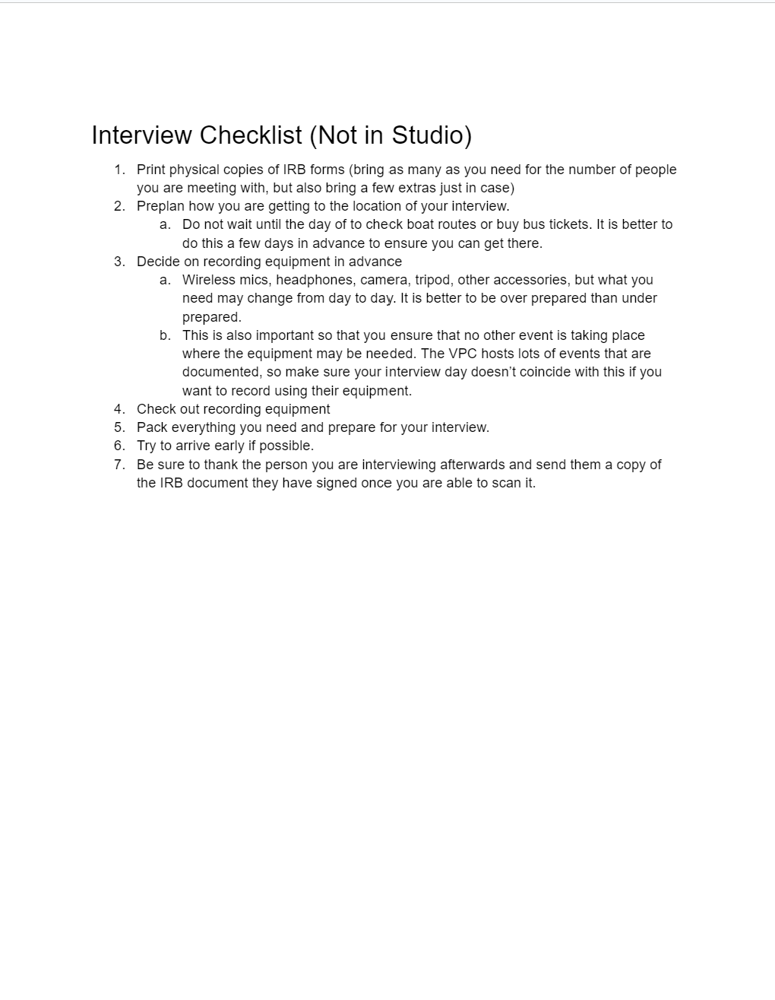 Interview Checklist (Not in Studio)
1. Print physical copies of IRB forms (bring as many as you need for the number of people
you are meeting with, but also bring a few extras just in case)
2. Preplan how you are getting to the location of your interview.
a. Do not wait until the day of to check boat routes or buy bus tickets. It is better to
do this a few days in advance to ensure you can get there.
3. Decide on recording equipment in advance
a. Wireless mics, headphones, camera, tripod, other accessories, but what you
need may change from day to day. It is better to be over prepared than under
prepared.
b. This is also important so that you ensure that no other event is taking place
where the equipment may be needed. The VPC hosts lots of events that are
documented, so make sure your interview day doesn’t coincide with this if you
want to record using their equipment.
4. Check out recording equipment
5. Pack everything you need and prepare for your interview.
6. Try to arrive early if possible.
7. Be sure to thank the person you are interviewing afterwards and send them a copy of
the IRB document they have signed once you are able to scan it.